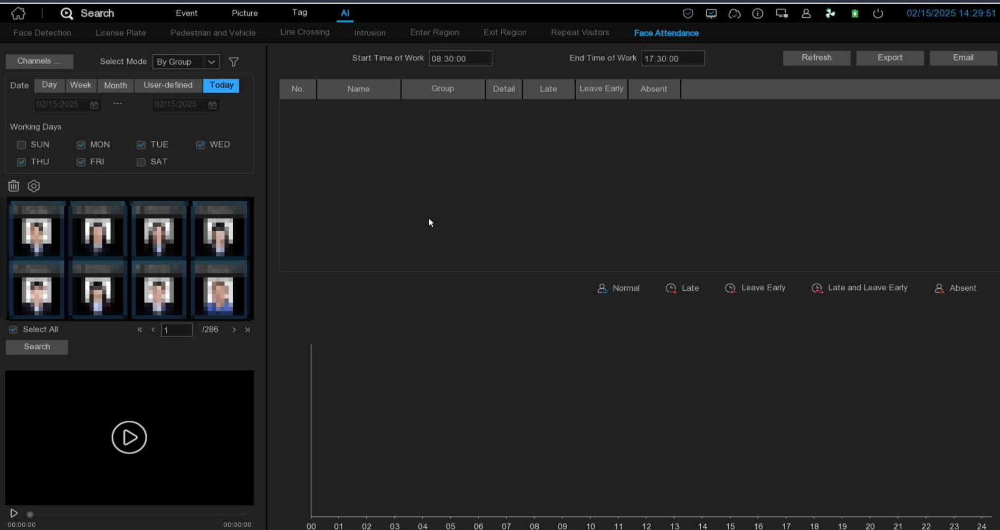 Search Event Picture Tag AI 02/15/2025 14:29:51
Face Detection License Plate Pedestrian and Vehicle Line Crossing Intrusion Enter Region Exit Region Repeat Visitors Face Attendance
Channels ... Select Mode By Group
Start Time of Work 08:30:00 End Time of Work 17:30:00 Refresh Export Email
Date Day Week Month User-defined Today
02/15/2025 --- 02/15/2025
Working Days
SUN MON TUE WED
THU FRI SAT
No. Name Group Detail Late Leave Early Absent
Normal Late Leave Early Late and Leave Early Absent
Select All 1 /286
Search
00:00:00 00:00:00
00 01 02 03 04 05 06 07 08 09 10 11 12 13 14 15 16 17 18 19 20 21 22 23 24